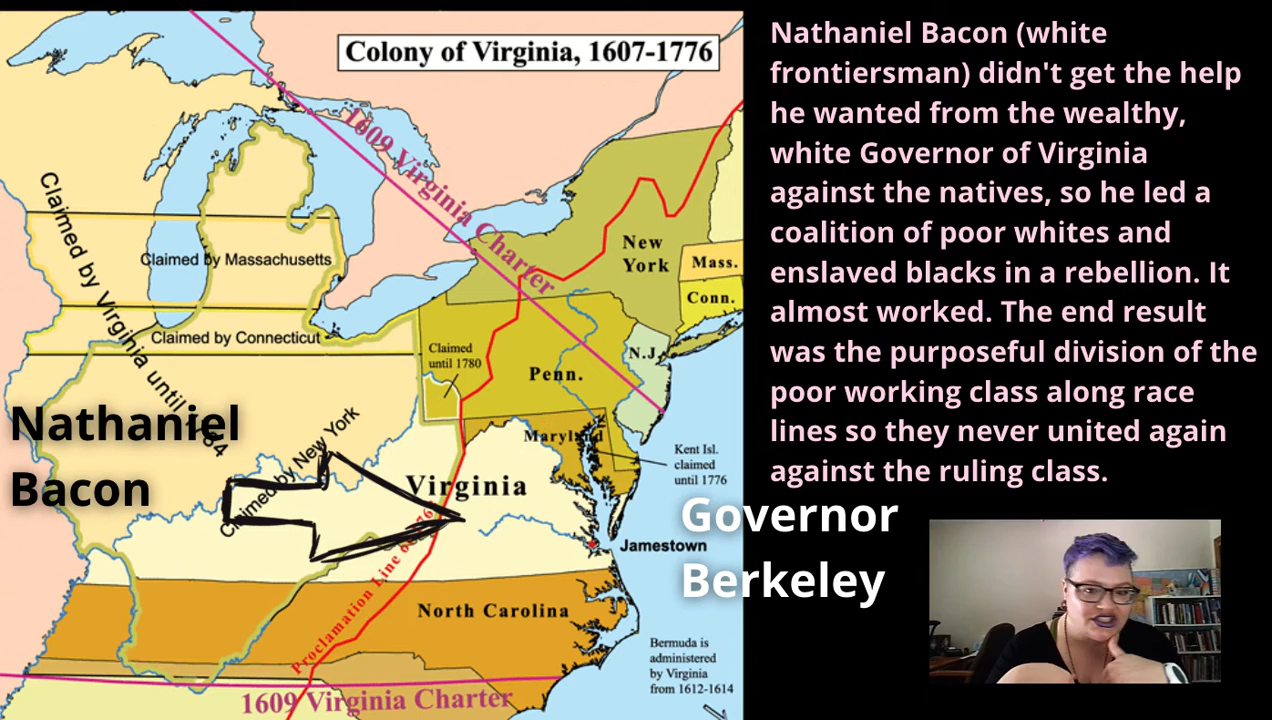 Colony of Virginia, 1607-1776
1609 Virginia Charter
Claimed by Virginia until
Claimed by Massachusetts
Claimed by Connecticut
New
York
Mass.
Conn.
Claimed
until 1780
Penn.
N.J.
Maryland
Kent Isl.
claimed
until 1776
Claimed by New York
Virginia
Jamestown
Proclamation Line
North Carolina
Bermuda is
administered
by Virginia
from 1612-1614
1609 Virginia Charter
Nathaniel
Bacon
Governor
Berkeley
Nathaniel Bacon (white
frontiersman) didn't get the help
he wanted from the wealthy,
white Governor of Virginia
against the natives, so he led a
coalition of poor whites and
enslaved blacks in a rebellion. It
almost worked. The end result
was the purposeful division of the
poor working class along race
lines so they never united again
against the ruling class.